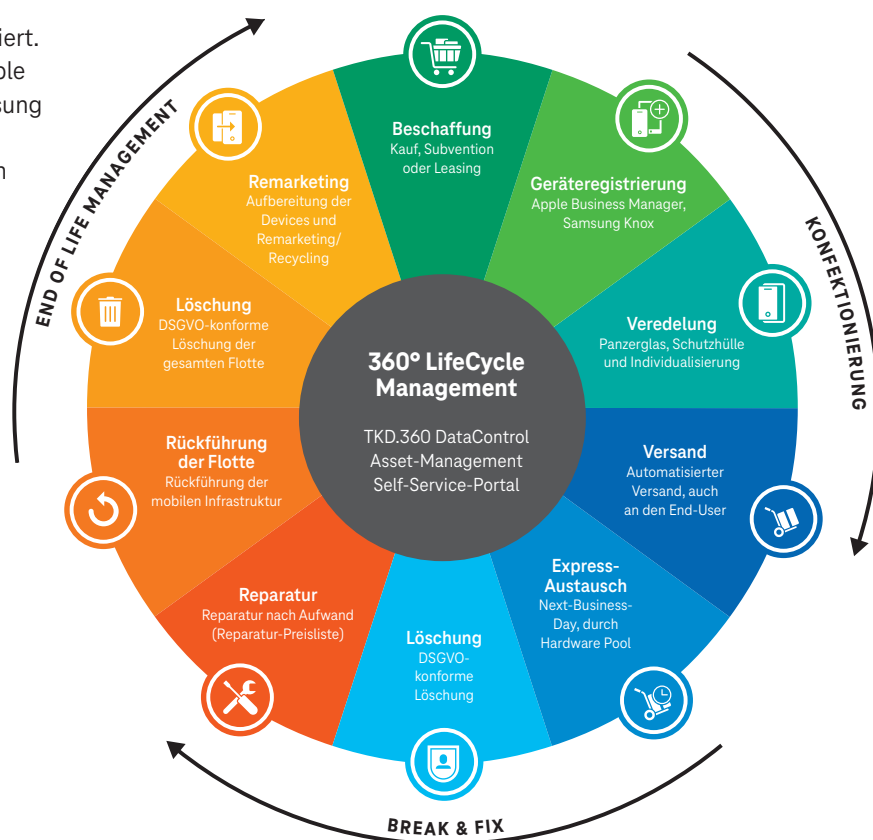 iert.
ple
sung
n
END OF LIFE MANAGEMENT
KONFEKTIONIERUNG
BREAK & FIX
Beschaffung
Kauf, Subvention
oder Leasing
Geräteregistrierung
Apple Business Manager,
Samsung Knox
Veredelung
Panzerglas, Schutzhülle
und Individualisierung
Versand
Automatisierter
Versand, auch
an den End-User
Express-
Austausch
Next-Business-
Day, durch
Hardware Pool
Löschung
DSGVO-
konforme
Löschung
Reparatur
Reparatur nach Aufwand
(Reparatur-Preisliste)
Rückführung
der Flotte
Rückführung der
mobilen Infrastruktur
Löschung
DSGVO-konforme
Löschung der
gesamten Flotte
Remarketing
Aufbereitung der
Devices und
Remarketing/
Recycling
360° LifeCycle
Management
TKD.360 DataControl
Asset-Management
Self-Service-Portal